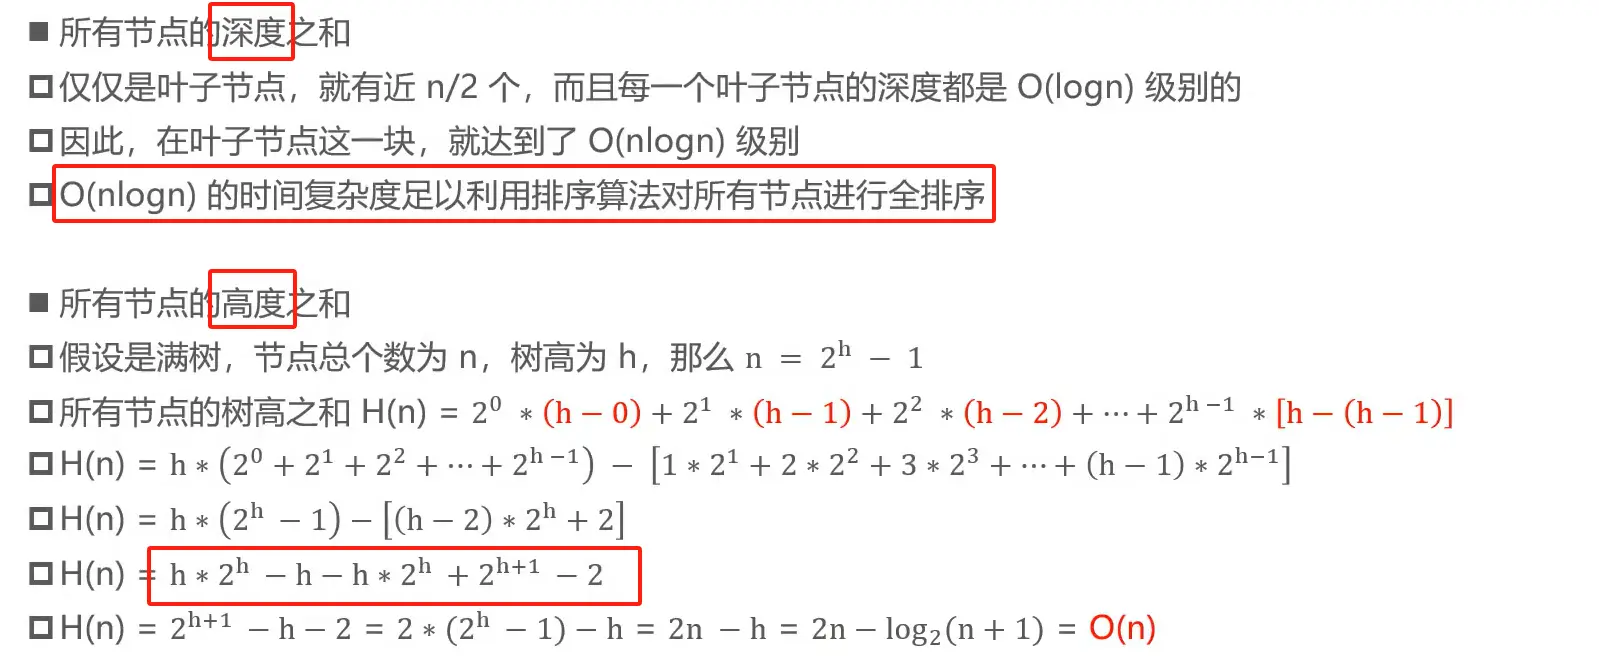 所有节点的深度之和
仅仅是叶子节点，就有近 n/2 个，而且每一个叶子节点的深度都是 O(logn) 级别的
因此，在叶子节点这一块，就达到了 O(nlogn) 级别
O(nlogn) 的时间复杂度足以利用排序算法对所有节点进行全排序
所有节点的高度之和
假设是满树，节点总个数为 n，树高为 h，那么 n = 2^h − 1
所有节点的树高之和 H(n) = 2^0 * (h − 0) + 2^1 * (h − 1) + 2^2 * (h − 2) + ⋯ + 2^(h−1) * [h − (h − 1)]
H(n) = h * (2^0 + 2^1 + 2^2 + ⋯ + 2^(h−1)) − [1 * 2^1 + 2 * 2^2 + 3 * 2^3 + ⋯ + (h − 1) * 2^(h−1)]
H(n) = h * (2^h − 1) − [(h − 2) * 2^h + 2]
H(n) = h * 2^h − h − h * 2^h + 2^(h+1) − 2
H(n) = 2^(h+1) − h − 2 = 2 * (2^h − 1) − h = 2n − h = 2n − log₂(n + 1) = O(n)